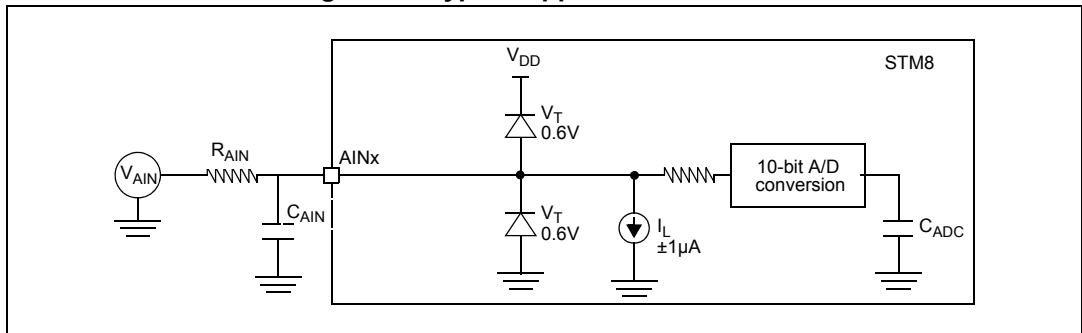 STM8
V_DD
V_T
0.6V
R_AIN
AINx
V_AIN
10-bit A/D
conversion
C_AIN
V_T
0.6V
I_L
±1µA
C_ADC